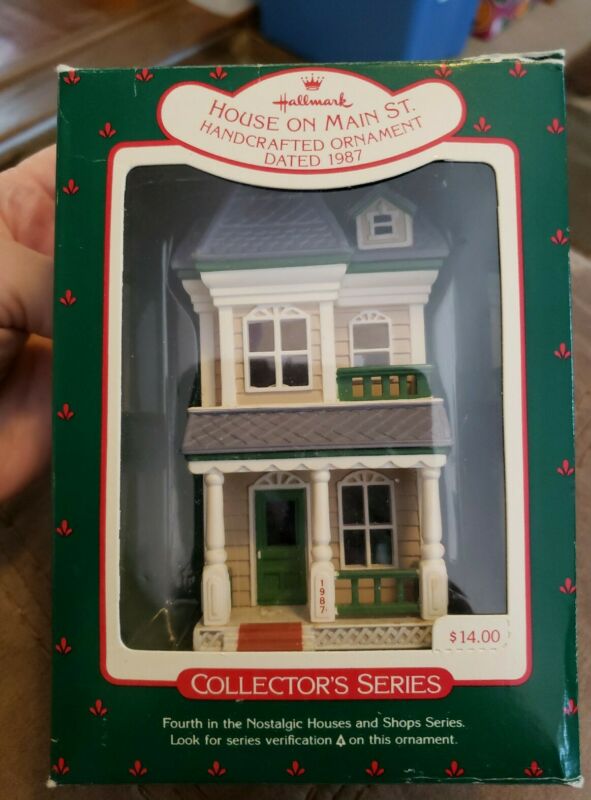 Hallmark
HOUSE ON MAIN ST.
HANDCRAFTED ORNAMENT
DATED 1987
1987
$14.00
COLLECTOR'S SERIES
Fourth in the Nostalgic Houses and Shops Series.
Look for series verification on this ornament.